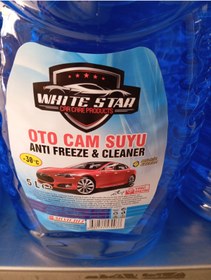 WHITE STAR
CAR CARE PRODUCTS
OTO CAM SUYU
ANTI FREEZE & CLEANER
-30°C
5 L